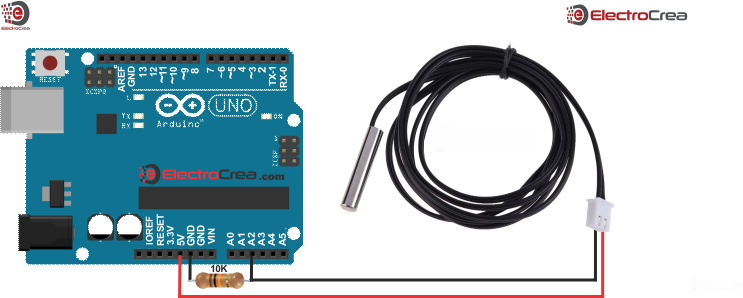 ElectroCrea
ElectroCrea
RESET
AREF
GND
13
12
~11
~10
~9
8
7
~6
~5
4
~3
2
TX-1
RX-0
L
TX
RX
UNO
ON
Arduino
ElectroCrea.com
IOREF
RESET
3.3V
5V
GND
GND
VIN
A0
A1
A2
A3
A4
A5
10K